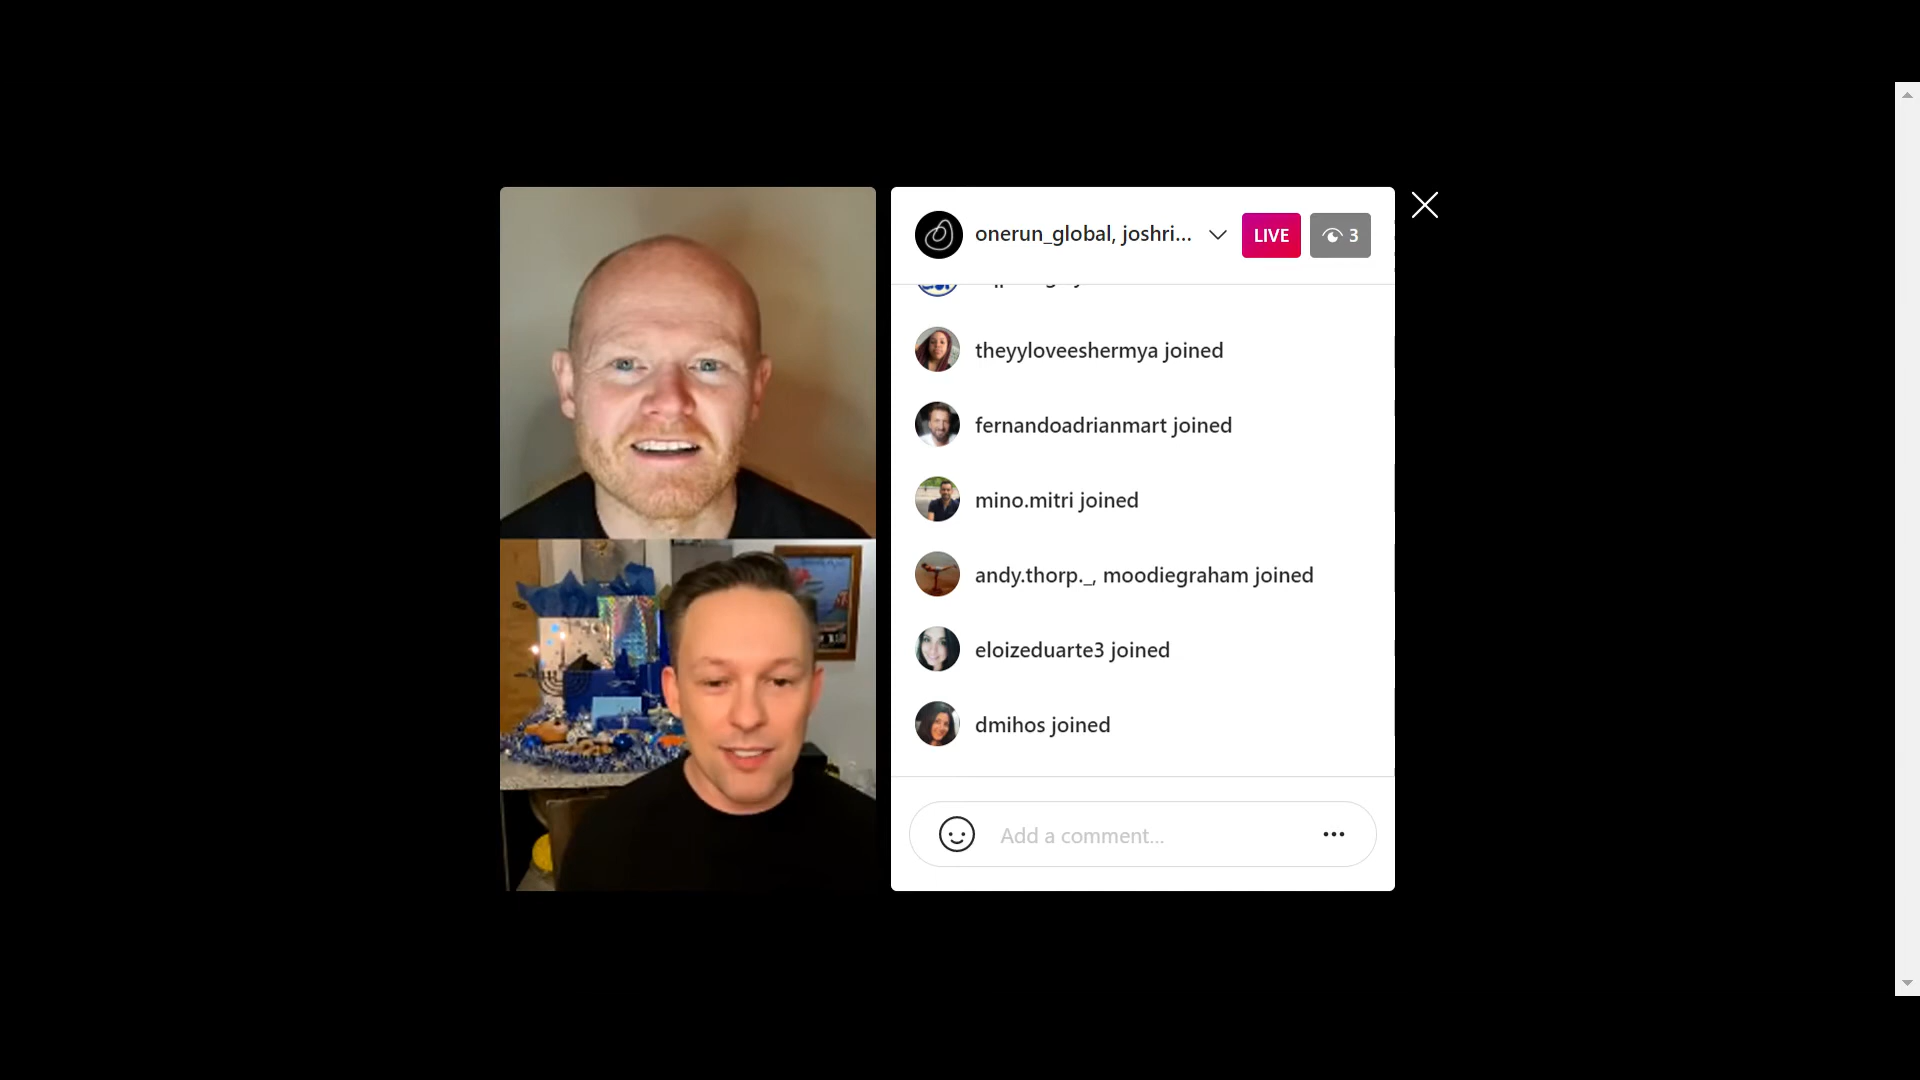 onerun_global, joshri...
LIVE
3
theyyloveeshermya joined
fernandoadrianmart joined
mino.mitri joined
andy.thorp._, moodiegraham joined
eloizeduarte3 joined
dmihos joined
Add a comment...